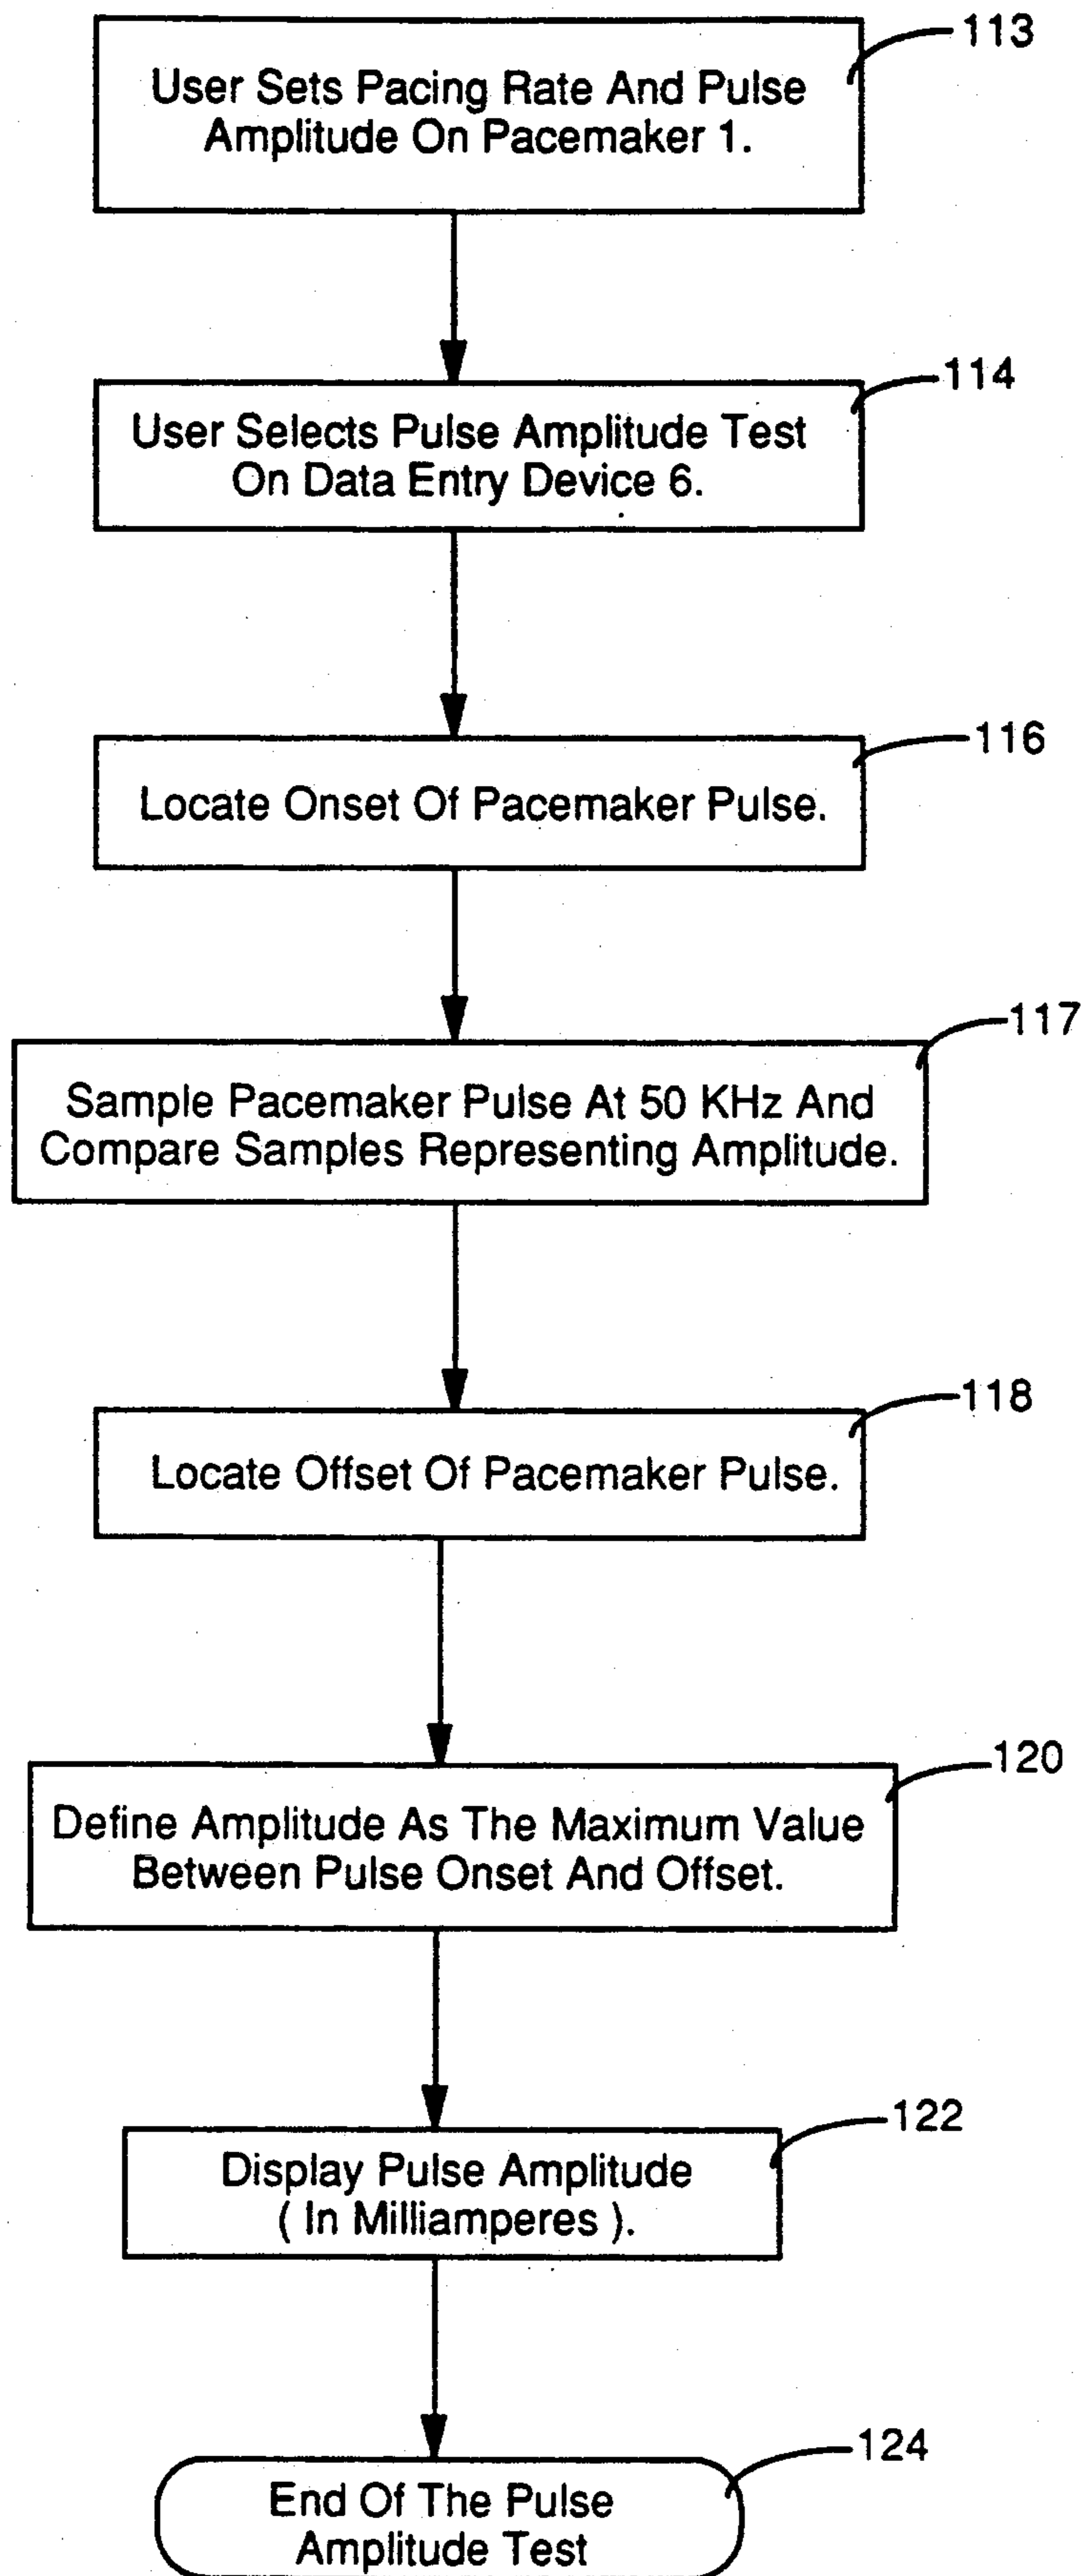 113
User Sets Pacing Rate And Pulse
Amplitude On Pacemaker 1.
114
User Selects Pulse Amplitude Test
On Data Entry Device 6.
116
Locate Onset Of Pacemaker Pulse.
117
Sample Pacemaker Pulse At 50 KHz And
Compare Samples Representing Amplitude.
118
Locate Offset Of Pacemaker Pulse.
120
Define Amplitude As The Maximum Value
Between Pulse Onset And Offset.
122
Display Pulse Amplitude
( In Milliamperes ).
124
End Of The Pulse
Amplitude Test